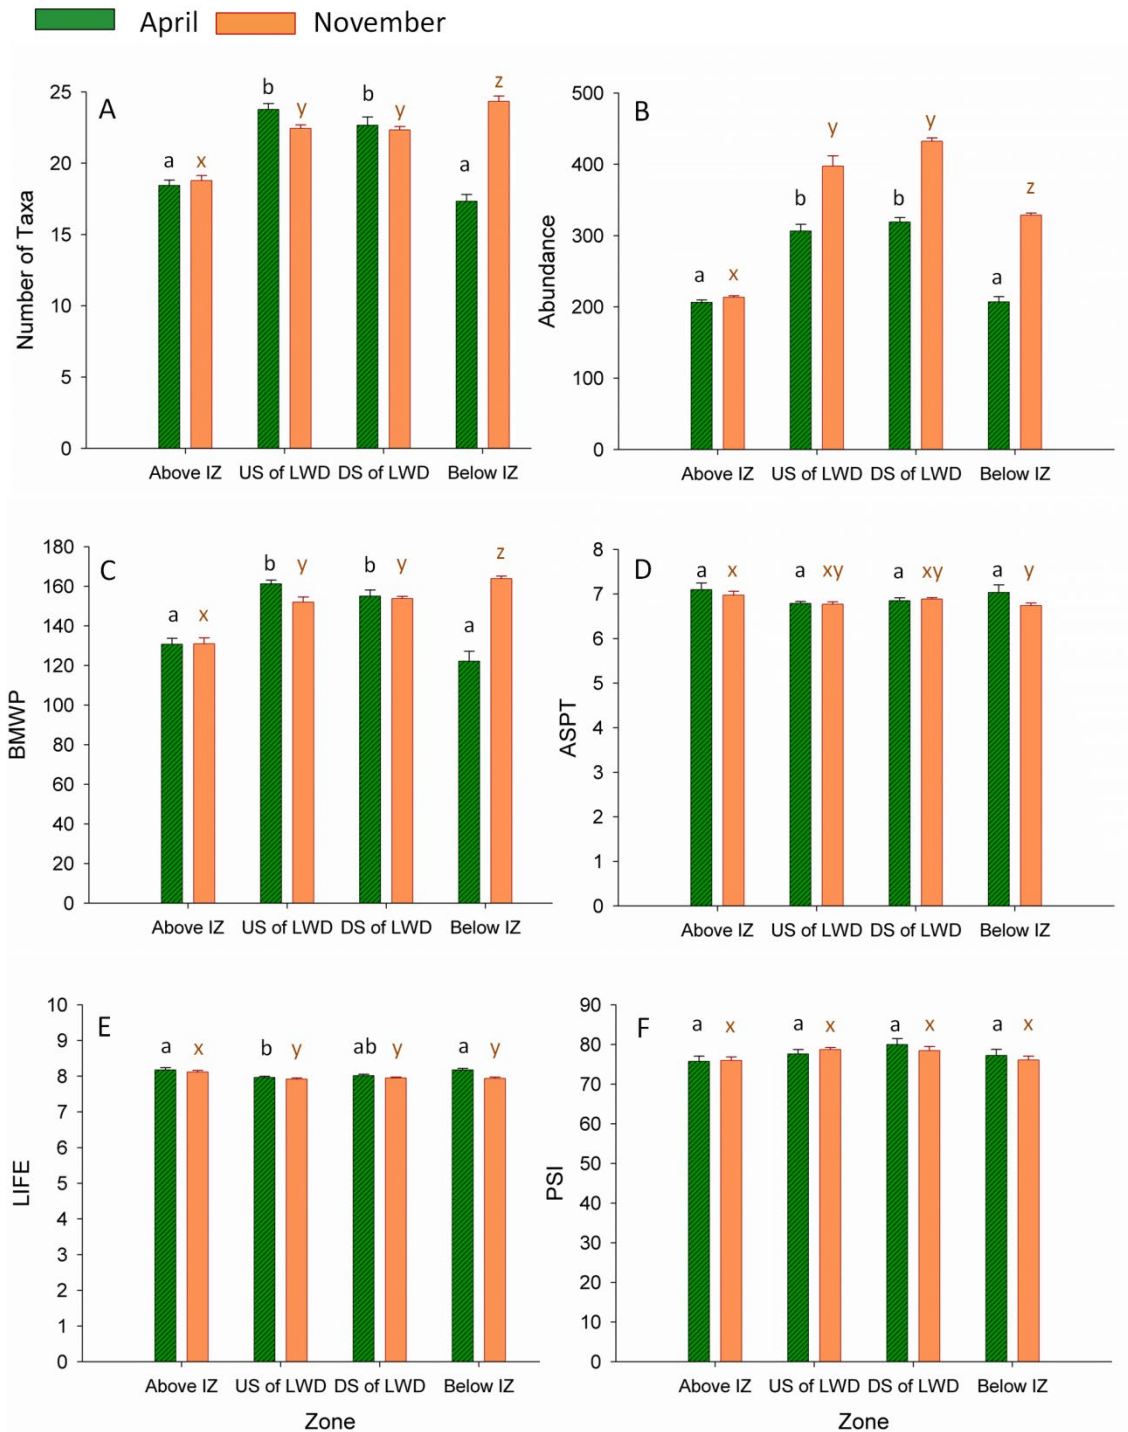 April November
A
25
20
15
10
5
0
Number of Taxa
a x b y b y a z
Above IZ US of LWD DS of LWD Below IZ
B
500
400
300
200
100
0
Abundance
a x b y b y a z
Above IZ US of LWD DS of LWD Below IZ
C
180
160
140
120
100
80
60
40
20
0
BMWP
a x b y b y a z
Above IZ US of LWD DS of LWD Below IZ
D
8
7
6
5
4
3
2
1
0
ASPT
a x a xy a xy a y
Above IZ US of LWD DS of LWD Below IZ
E
10
9
8
7
6
5
4
3
2
1
0
LIFE
a x b y ab y a y
Above IZ US of LWD DS of LWD Below IZ
Zone
F
90
80
70
60
50
40
30
20
10
0
PSI
a x a x a x a x
Above IZ US of LWD DS of LWD Below IZ
Zone